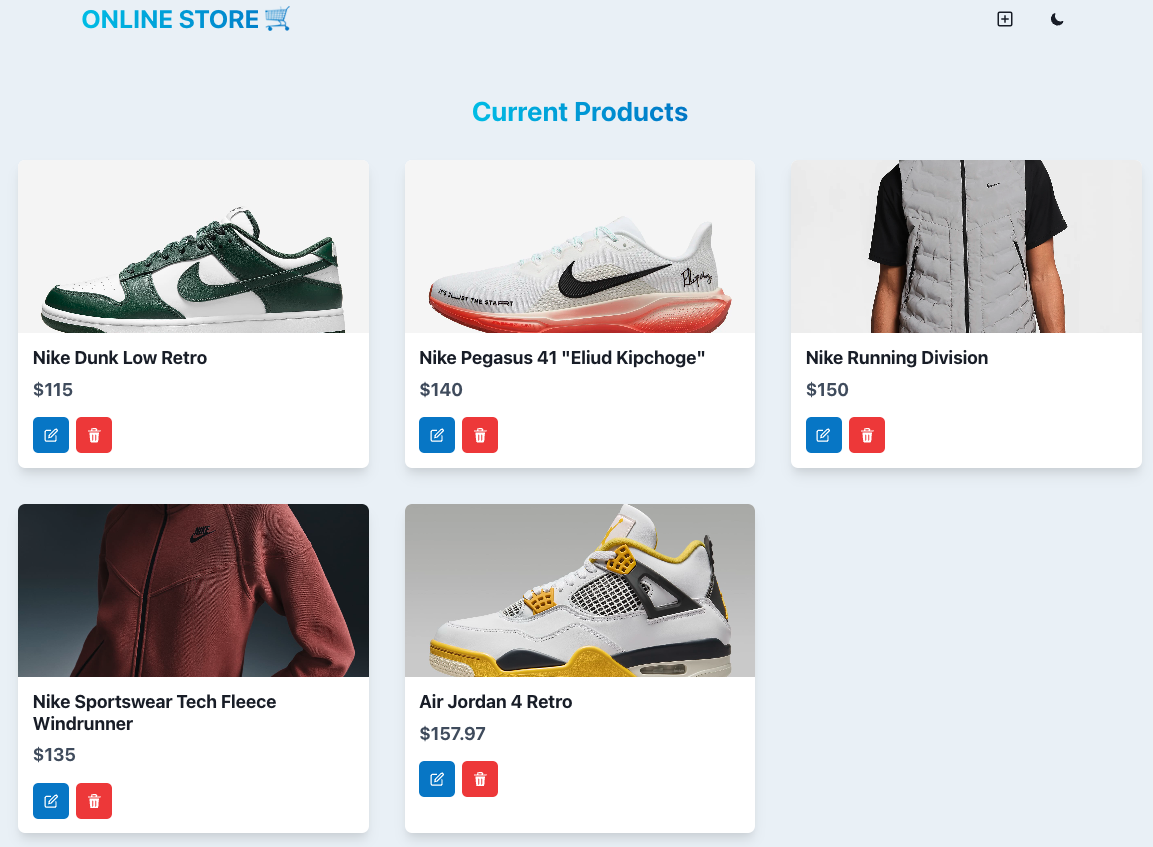 ONLINE STORE 🛒
Current Products
Nike Dunk Low Retro
$115
Nike Pegasus 41 "Eliud Kipchoge"
$140
Nike Running Division
$150
Nike Sportswear Tech Fleece
Windrunner
$135
Air Jordan 4 Retro
$157.97